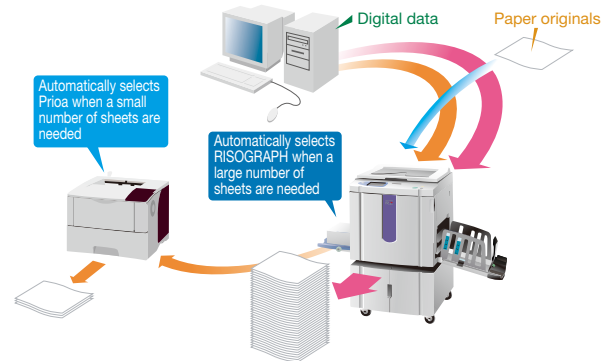 Digital data
Paper originals
Automatically selects
Prioa when a small
number of sheets are
needed
Automatically selects
RISOGRAPH when a
large number of
sheets are needed